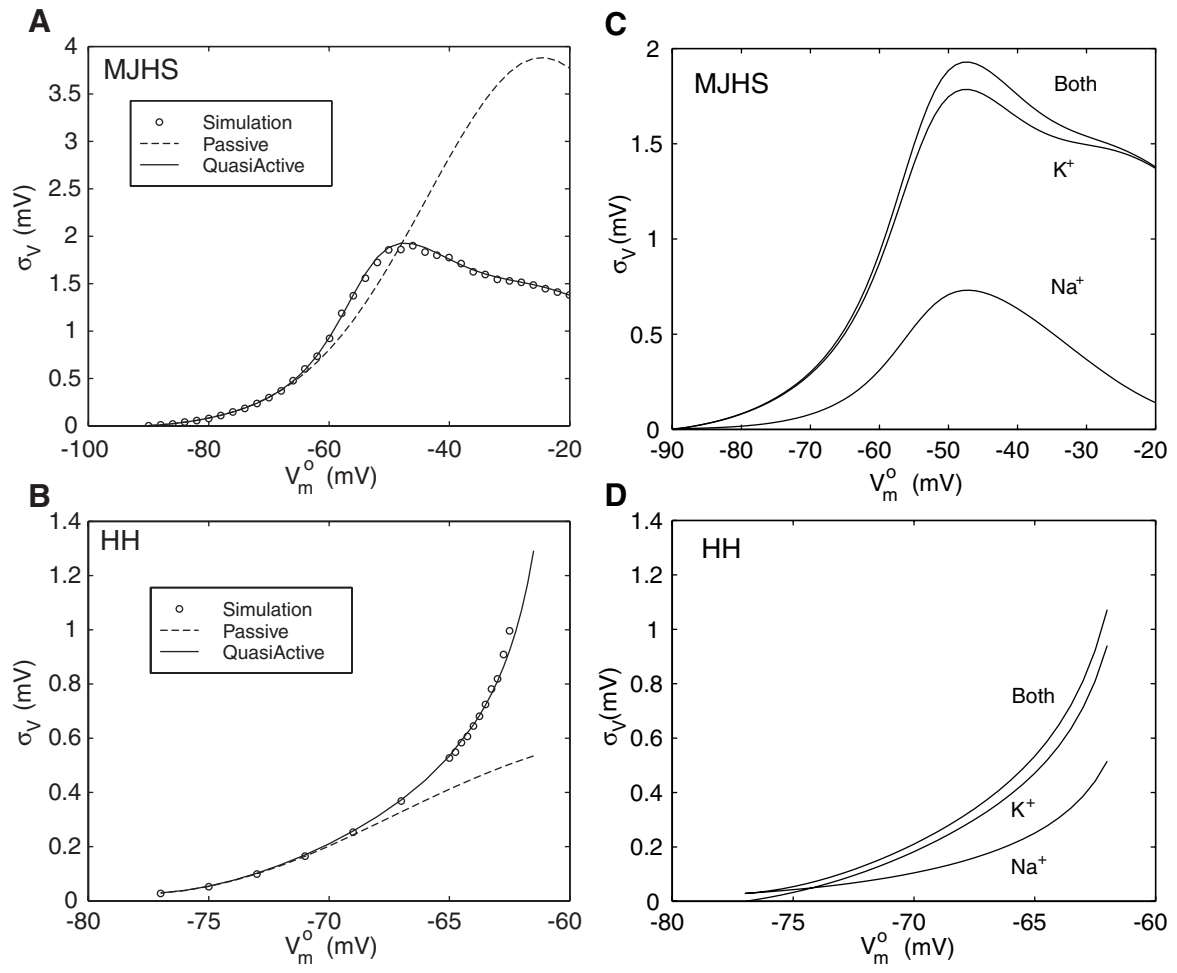 A
MJHS
Simulation
Passive
QuasiActive
4
3.5
3
2.5
2
1.5
1
0.5
0
σV (mV)
-100
-80
-60
-40
-20
Vmo (mV)
C
MJHS
Both
K+
Na+
2
1.5
1
0.5
0
σV (mV)
-90
-80
-70
-60
-50
-40
-30
-20
Vmo (mV)
B
HH
Simulation
Passive
QuasiActive
1.4
1.2
1
0.8
0.6
0.4
0.2
0
σV (mV)
-80
-75
-70
-65
-60
Vmo (mV)
D
HH
Both
K+
Na+
1.4
1.2
1
0.8
0.6
0.4
0.2
0
σV(mV)
-80
-75
-70
-65
-60
Vmo (mV)